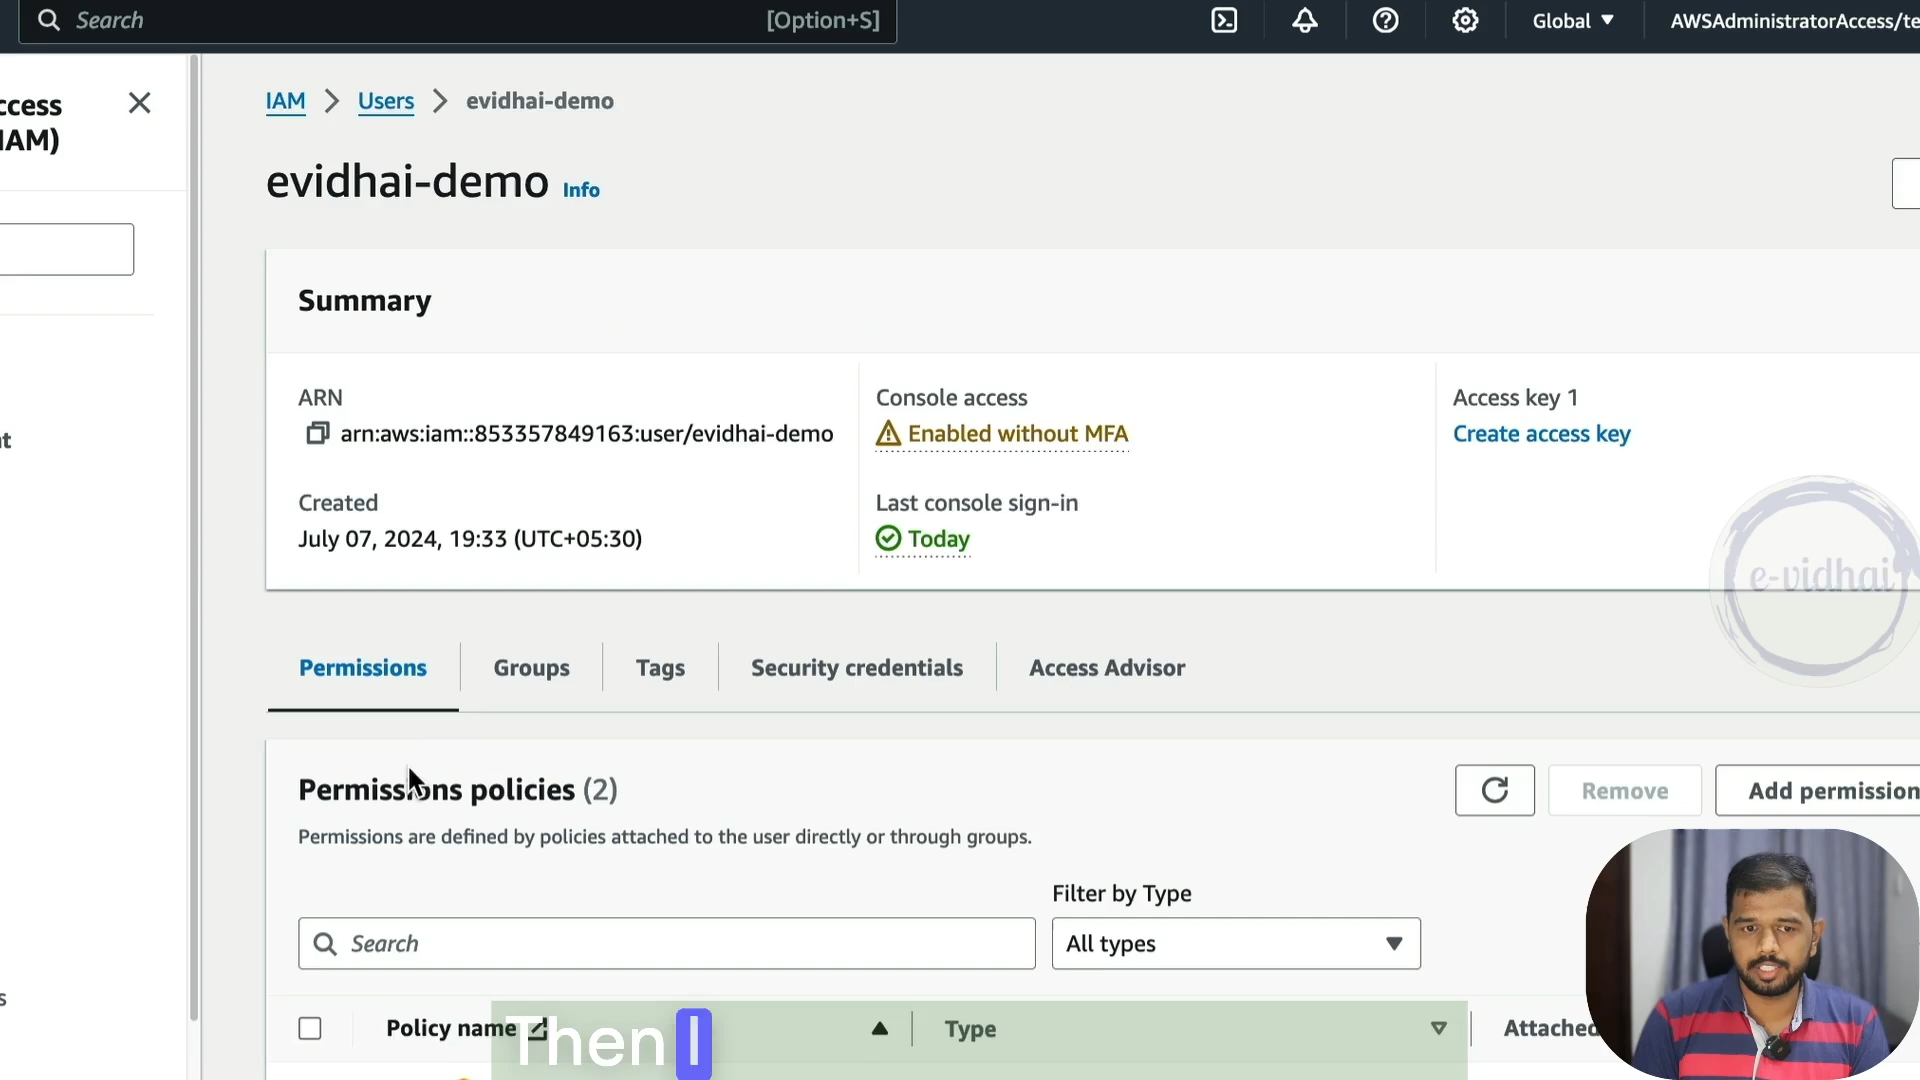 Search [Option+S] Global AWSAdministratorAccess/te
ccess
IAM)
IAM > Users > evidhai-demo
evidhai-demo Info
Summary
ARN
arn:aws:iam::853357849163:user/evidhai-demo
Created
July 07, 2024, 19:33 (UTC+05:30)
Console access
Enabled without MFA
Last console sign-in
Today
Access key 1
Create access key
t
e-vidhai
Permissions Groups Tags Security credentials Access Advisor
Permissions policies (2)
Remove Add permission
Permissions are defined by policies attached to the user directly or through groups.
Filter by Type
Search All types
s
Policy name Type Attached
Then I